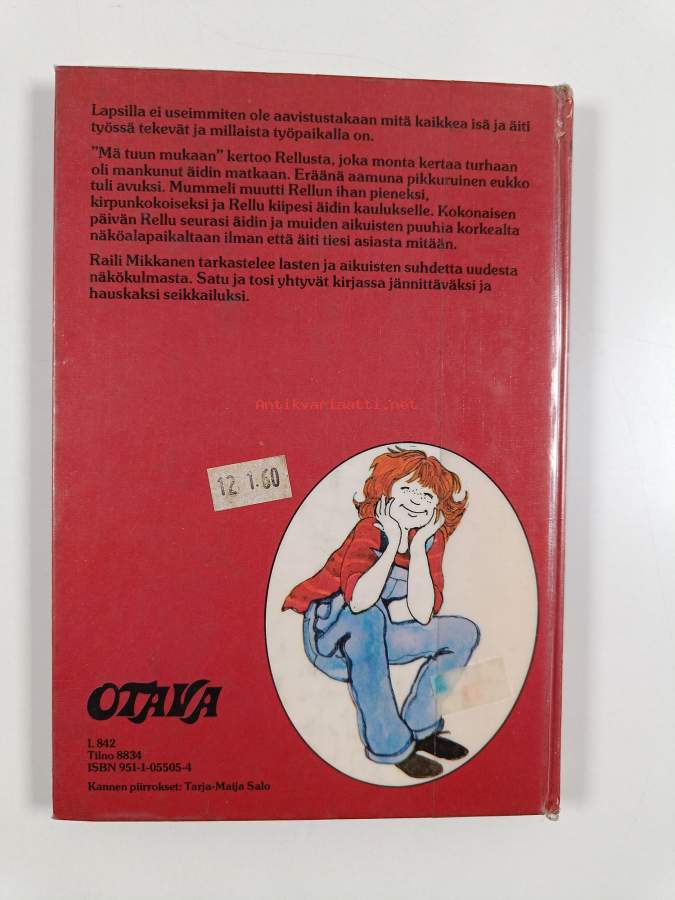 Lapsilla ei useimmiten ole aavistustakaan mitä kaikkea isä ja äiti
työssä tekevät ja millaista työpaikalla on.
”Mä tuun mukaan” kertoo Rellusta, joka monta kertaa turhaan
oli mankunut äidin matkaan. Eräänä aamuna pikkuruinen eukko
tuli avuksi. Mummeli muutti Rellun ihan pieneksi,
kirpunkokoiseksi ja Rellu kiipesi äidin kaulukselle. Kokonaisen
päivän Rellu seurasi äidin ja muiden aikuisten puuhia korkealta
näköalapaikaltaan ilman että äiti tiesi asiasta mitään.
Raili Mikkanen tarkastelee lasten ja aikuisten suhdetta uudesta
näkökulmasta. Satu ja tosi yhtyvät kirjassa jännittäväksi ja
hauskaksi seikkailuksi.
Antikvariaatti.net
12 1.60
OTAVA
L 842
Tilno 8834
ISBN 951-1-05505-4
Kannen piirrokset: Tarja-Maija Salo